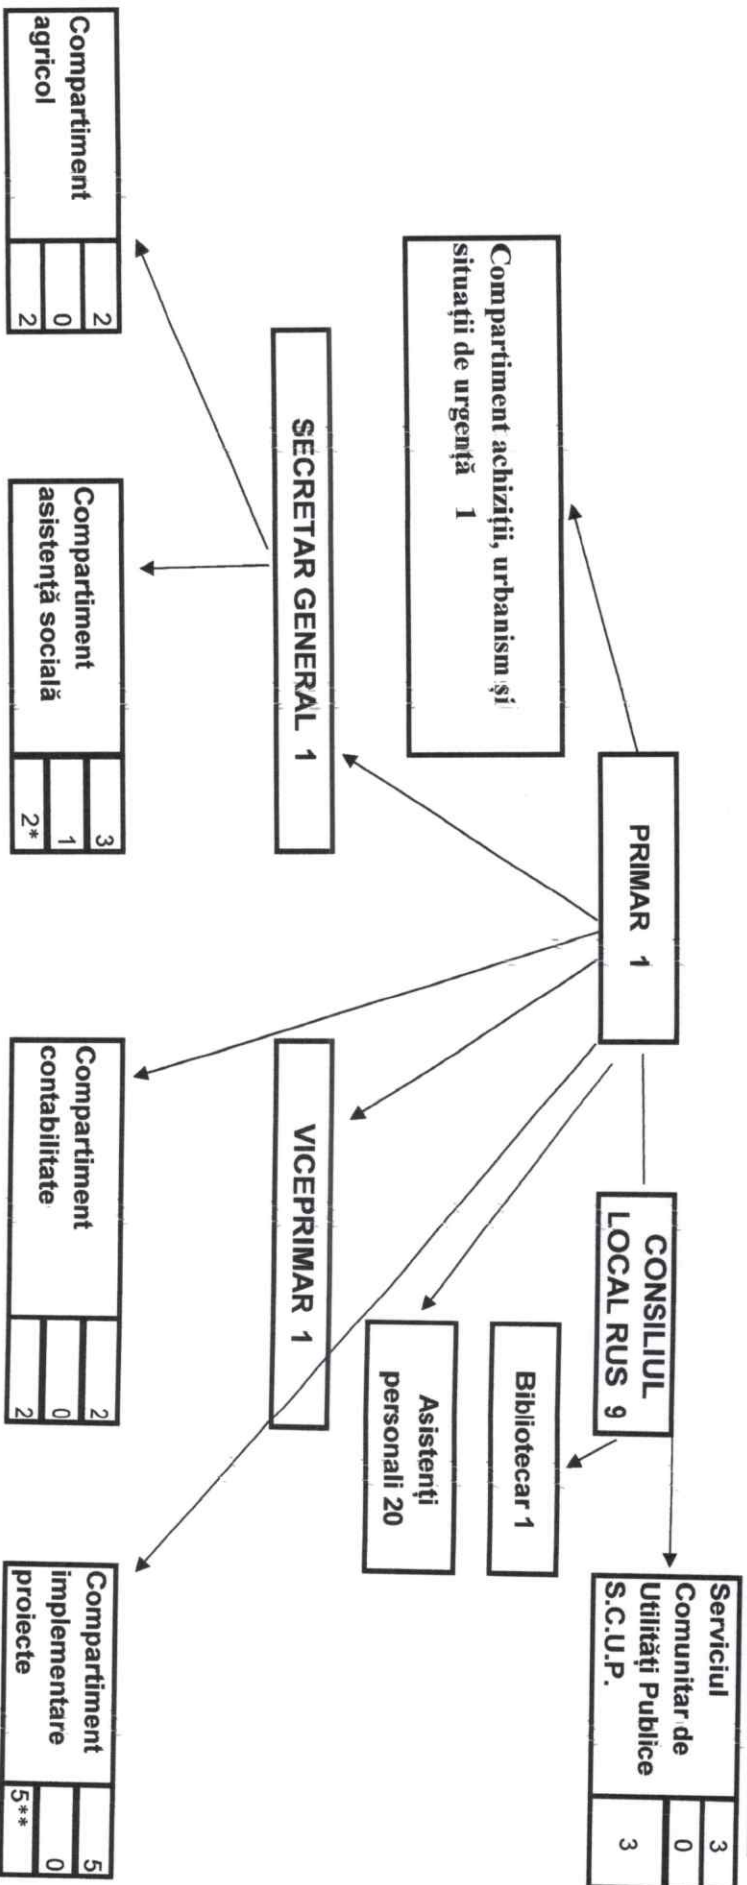 PRIMAR 1
CONSILIUL
LOCAL RUS 9
Serviciul
Comunitar de
Utilități Publice
S.C.U.P.
3
0
3
Compartiment achiziții, urbanism și
situații de urgență 1
Bibliotecar 1
Asistenți
personali 20
SECRETAR GENERAL 1
VICEPRIMAR 1
Compartiment
agricol
2
0
2
Compartiment
asistență socială
3
1
2*
Compartiment
contabilitate
2
0
2
Compartiment
implementare
proiecte
5
0
5**